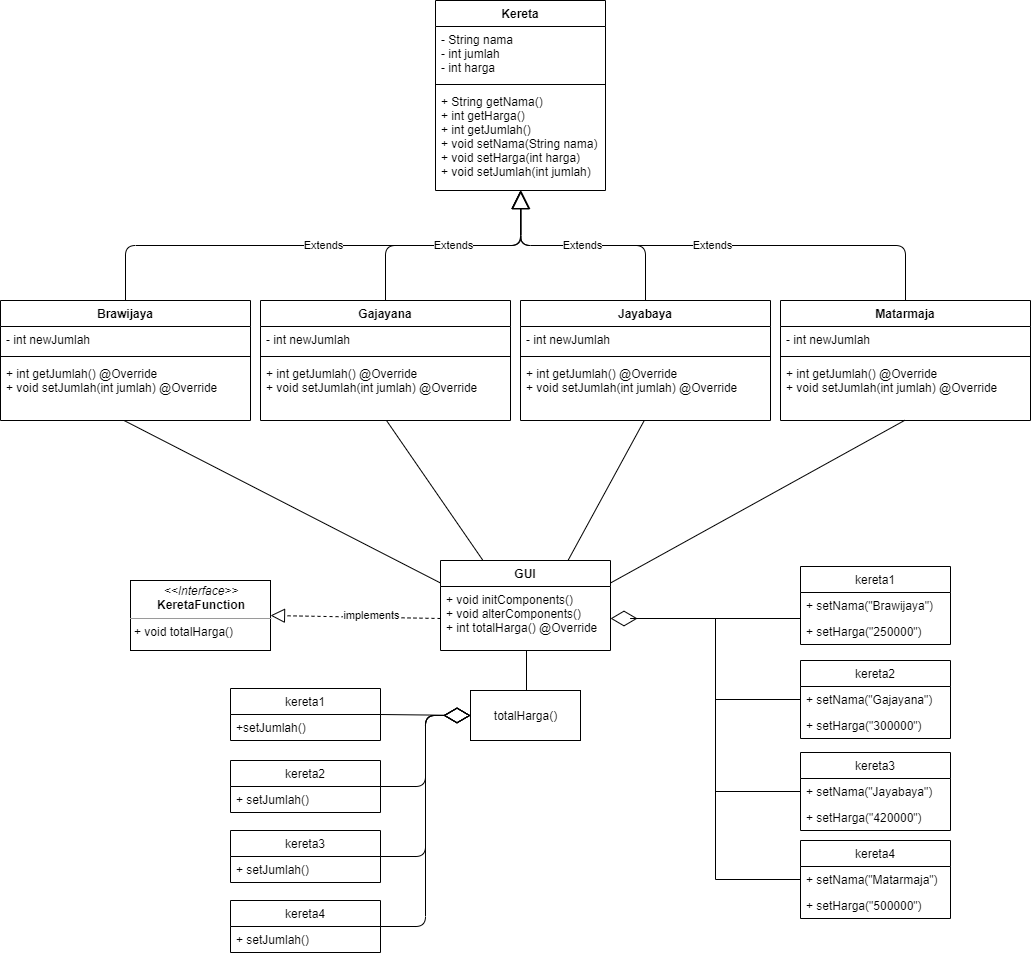 Kereta
- String nama
- int jumlah
- int harga
+ String getNama()
+ int getHarga()
+ int getJumlah()
+ void setNama(String nama)
+ void setHarga(int harga)
+ void setJumlah(int jumlah)
Extends
Extends
Extends
Extends
Brawijaya
- int newJumlah
+ int getJumlah() @Override
+ void setJumlah(int jumlah) @Override
Gajayana
- int newJumlah
+ int getJumlah() @Override
+ void setJumlah(int jumlah) @Override
Jayabaya
- int newJumlah
+ int getJumlah() @Override
+ void setJumlah(int jumlah) @Override
Matarmaja
- int newJumlah
+ int getJumlah() @Override
+ void setJumlah(int jumlah) @Override
<<Interface>>
KeretaFunction
+ void totalHarga()
implements
GUI
+ void initComponents()
+ void alterComponents()
+ int totalHarga() @Override
kereta1
+ setNama("Brawijaya")
+ setHarga("250000")
kereta2
+ setNama("Gajayana")
+ setHarga("300000")
kereta3
+ setNama("Jayabaya")
+ setHarga("420000")
kereta4
+ setNama("Matarmaja")
+ setHarga("500000")
totalHarga()
kereta1
+setJumlah()
kereta2
+ setJumlah()
kereta3
+ setJumlah()
kereta4
+ setJumlah()